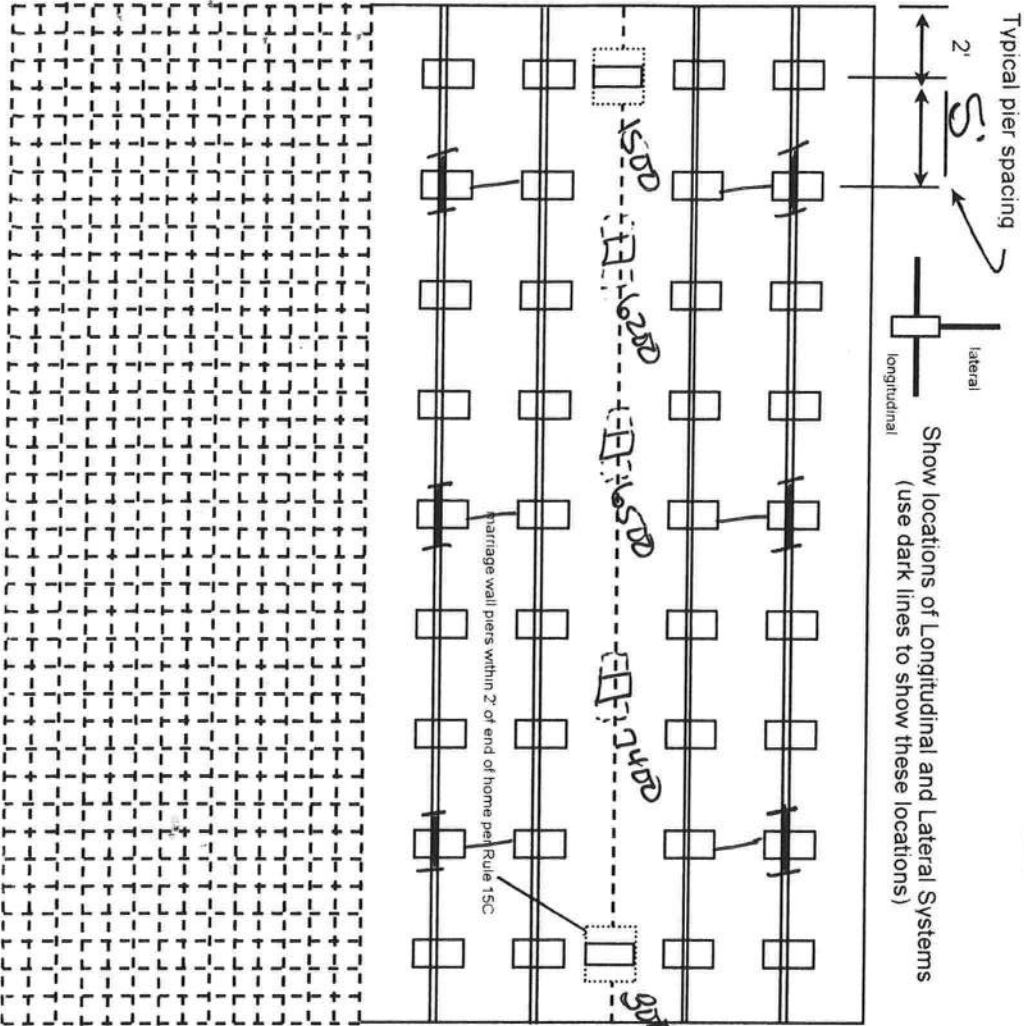 Typical pier spacing
2'
5'
lateral
longitudinal
Show locations of Longitudinal and Lateral Systems
(use dark lines to show these locations)
1500
6200
6500
7400
marriage wall piers within 2' of end of home per Rule 15C